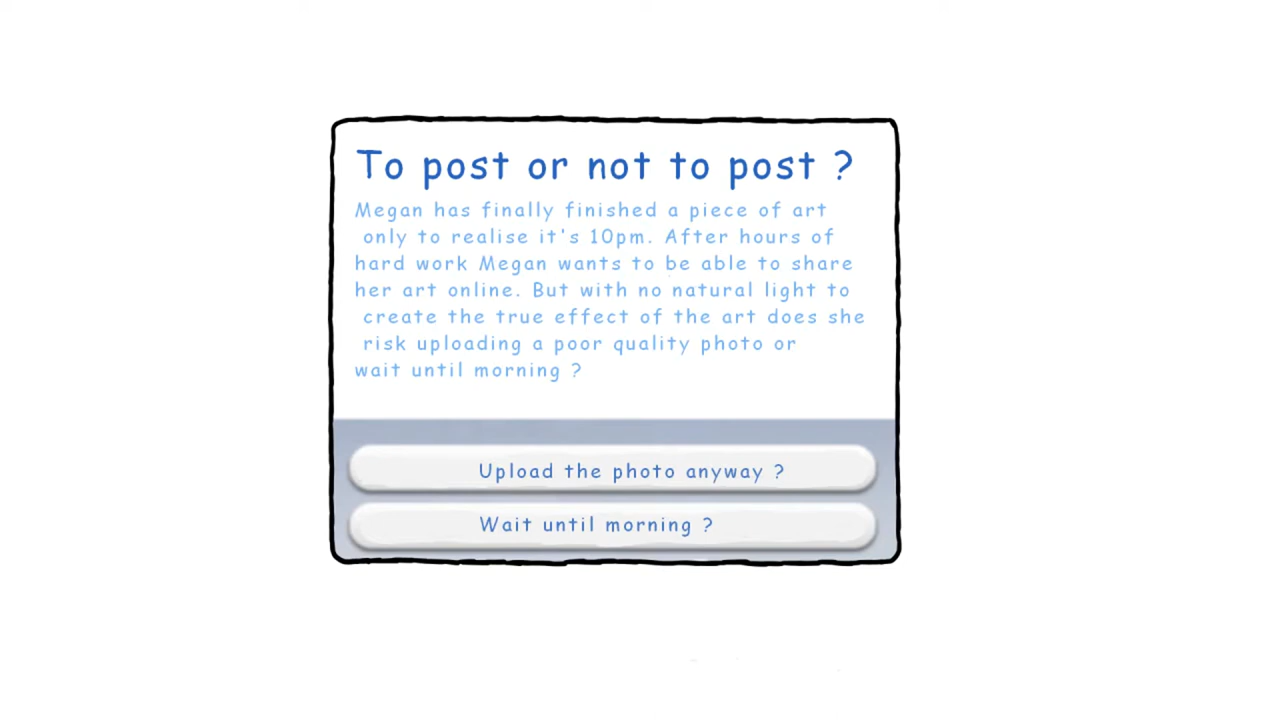 To post or not to post ?
Megan has finally finished a piece of art
only to realise it's 10pm. After hours of
hard work Megan wants to be able to share
her art online. But with no natural light to
create the true effect of the art does she
risk uploading a poor quality photo or
wait until morning ?
Upload the photo anyway ?
Wait until morning ?